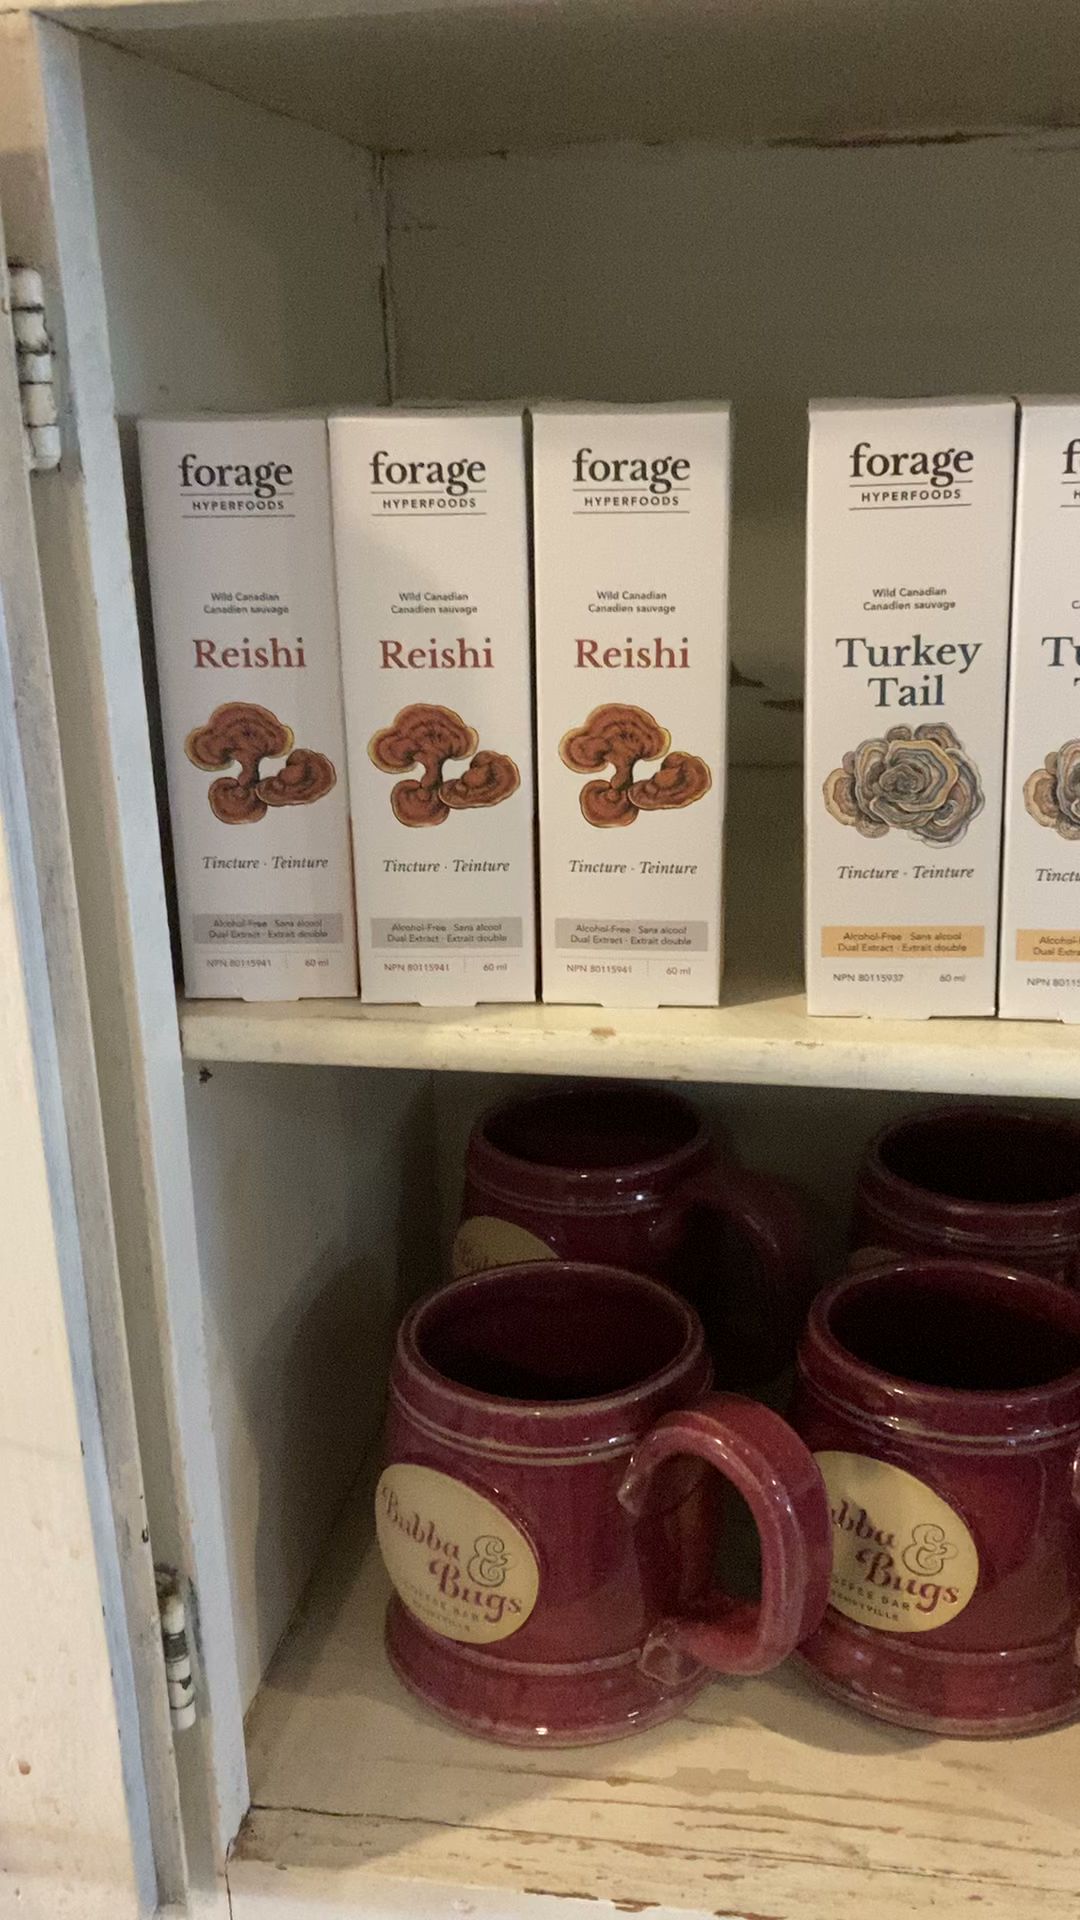 forage
HYPERFOODS
Wild Canadian
Canadien sauvage
Reishi
Tincture · Teinture
Alcohol-Free · Sans alcool
Dual Extract · Extrait double
NPN 80115941
60 ml
forage
HYPERFOODS
Wild Canadian
Canadien sauvage
Reishi
Tincture · Teinture
Alcohol-Free · Sans alcool
Dual Extract · Extrait double
NPN 80115941
60 ml
forage
HYPERFOODS
Wild Canadian
Canadien sauvage
Reishi
Tincture · Teinture
Alcohol-Free · Sans alcool
Dual Extract · Extrait double
NPN 80115941
60 ml
forage
HYPERFOODS
Wild Canadian
Canadien sauvage
Turkey
Tail
Tincture · Teinture
Alcohol-Free · Sans alcool
Dual Extract · Extrait double
NPN 80115937
60 ml
Bubba &
Bugs
COFFEE BAR
&
Bugs
BAR